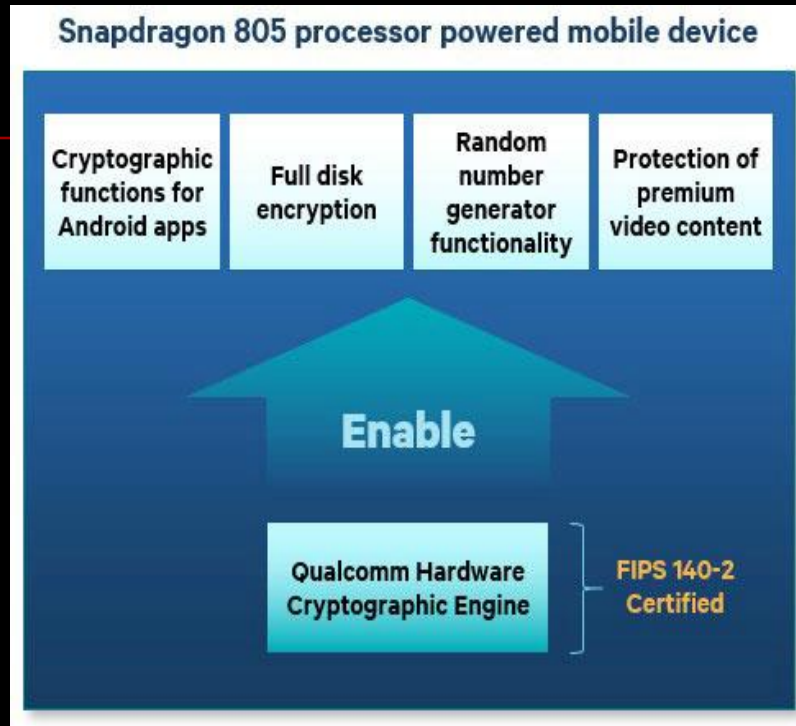 Snapdragon 805 processor powered mobile device
Cryptographic
functions for
Android apps
Full disk
encryption
Random
number
generator
functionality
Protection of
premium
video content
Enable
Qualcomm Hardware
Cryptographic Engine
FIPS 140-2
Certified